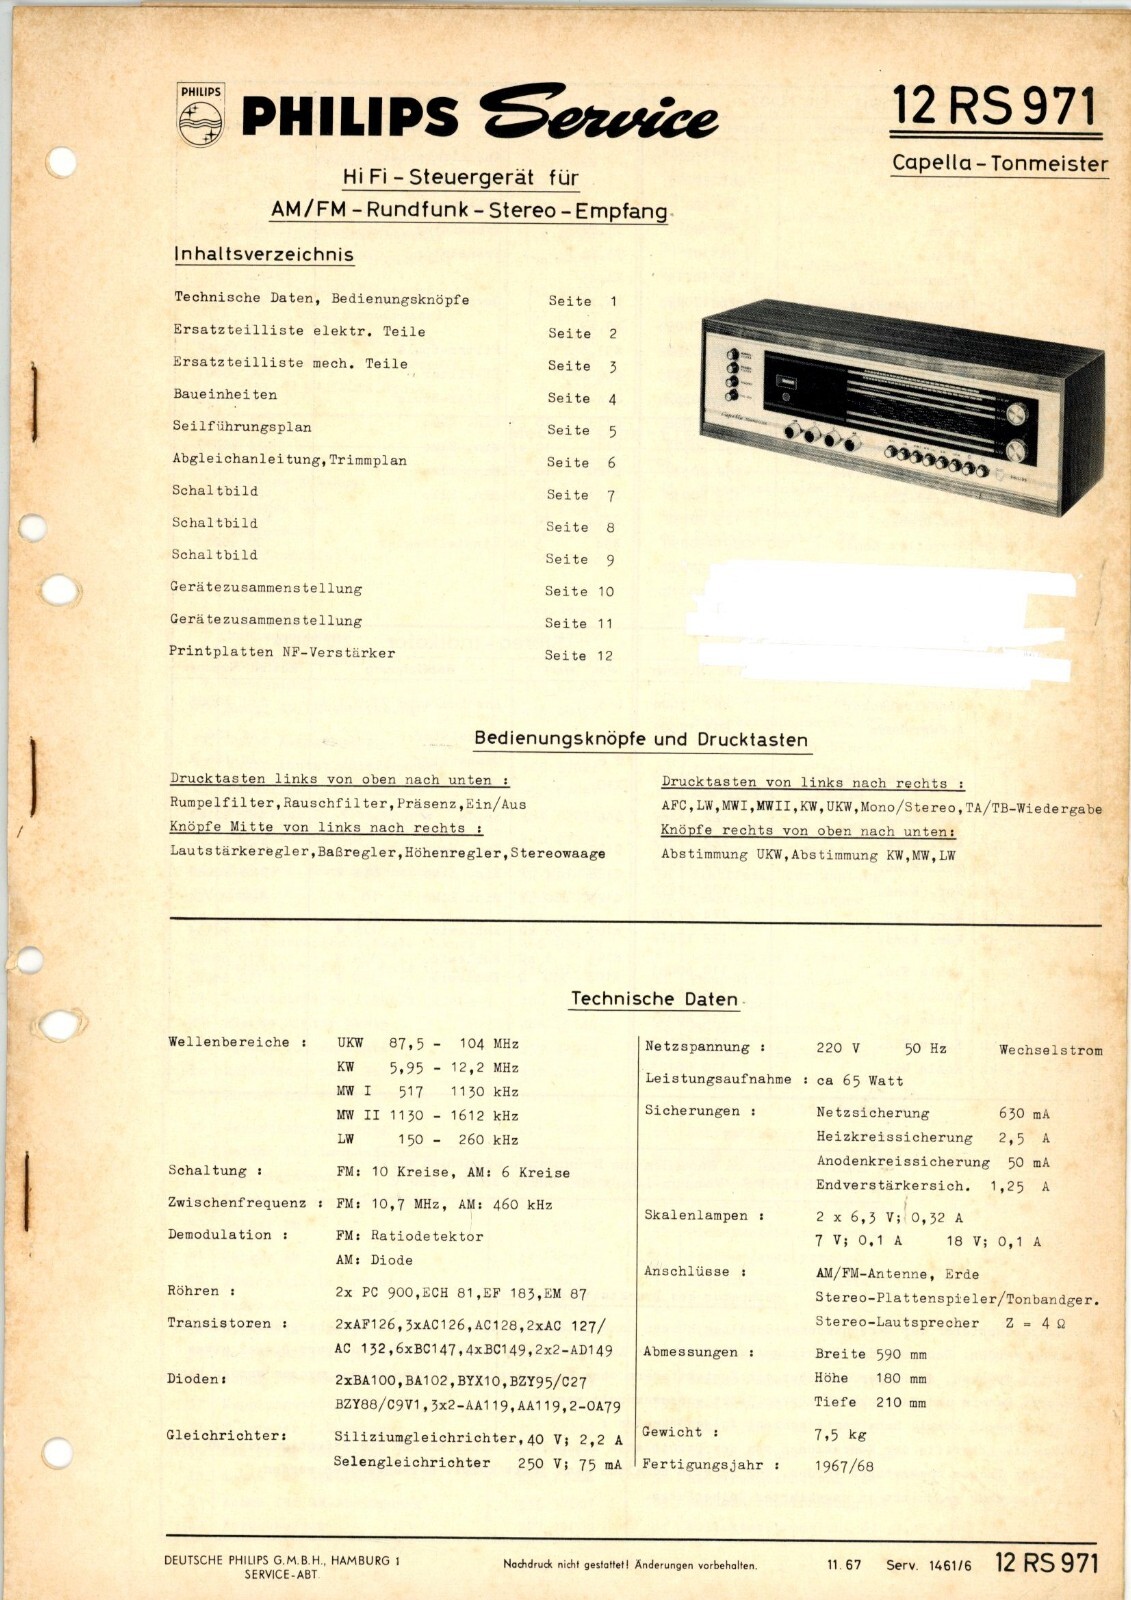 PHILIPS
PHILIPS Service
12 RS 971
Capella-Tonmeister
HiFi-Steuergerät für
AM/FM-Rundfunk-Stereo-Empfang
Inhaltsverzeichnis
Technische Daten, Bedienungsknöpfe Seite 1
Ersatzteilliste elektr. Teile Seite 2
Ersatzteilliste mech. Teile Seite 3
Baueinheiten Seite 4
Seilführungsplan Seite 5
Abgleichanleitung,Trimmplan Seite 6
Schaltbild Seite 7
Schaltbild Seite 8
Schaltbild Seite 9
Gerätezusammenstellung Seite 10
Gerätezusammenstellung Seite 11
Printplatten NF-Verstärker Seite 12
Bedienungsknöpfe und Drucktasten
Drucktasten links von oben nach unten :
Rumpelfilter,Rauschfilter,Präsenz,Ein/Aus
Knöpfe Mitte von links nach rechts :
Lautstärkeregler,Baßregler,Höhenregler,Stereowaage
Drucktasten von links nach rechts :
AFC,LW,MWI,MWII,KW,UKW,Mono/Stereo,TA/TB-Wiedergabe
Knöpfe rechts von oben nach unten:
Abstimmung UKW,Abstimmung KW,MW,LW
Technische Daten
Wellenbereiche : UKW 87,5 - 104 MHz
KW 5,95 - 12,2 MHz
MW I 517 1130 kHz
MW II 1130 - 1612 kHz
LW 150 - 260 kHz
Schaltung : FM: 10 Kreise, AM: 6 Kreise
Zwischenfrequenz : FM: 10,7 MHz, AM: 460 kHz
Demodulation : FM: Ratiodetektor
AM: Diode
Röhren : 2x PC 900,ECH 81,EF 183,EM 87
Transistoren : 2xAF126,3xAC126,AC128,2xAC 127/
AC 132,6xBC147,4xBC149,2x2-AD149
Dioden: 2xBA100,BA102,BYX10,BZY95/C27
BZY88/C9V1,3x2-AA119,AA119,2-OA79
Gleichrichter: Siliziumgleichrichter,40 V; 2,2 A
Selengleichrichter 250 V; 75 mA
Netzspannung : 220 V 50 Hz Wechselstrom
Leistungsaufnahme : ca 65 Watt
Sicherungen : Netzsicherung 630 mA
Heizkreissicherung 2,5 A
Anodenkreissicherung 50 mA
Endverstärkersich. 1,25 A
Skalenlampen : 2 x 6,3 V; 0,32 A
7 V; 0,1 A 18 V; 0,1 A
Anschlüsse : AM/FM-Antenne, Erde
Stereo-Plattenspieler/Tonbandger.
Stereo-Lautsprecher Z = 4 Ω
Abmessungen : Breite 590 mm
Höhe 180 mm
Tiefe 210 mm
Gewicht : 7,5 kg
Fertigungsjahr : 1967/68
DEUTSCHE PHILIPS G.M.B.H., HAMBURG 1
SERVICE-ABT.
Nachdruck nicht gestattet! Änderungen vorbehalten.
11. 67 Serv. 1461/6 12 RS 971